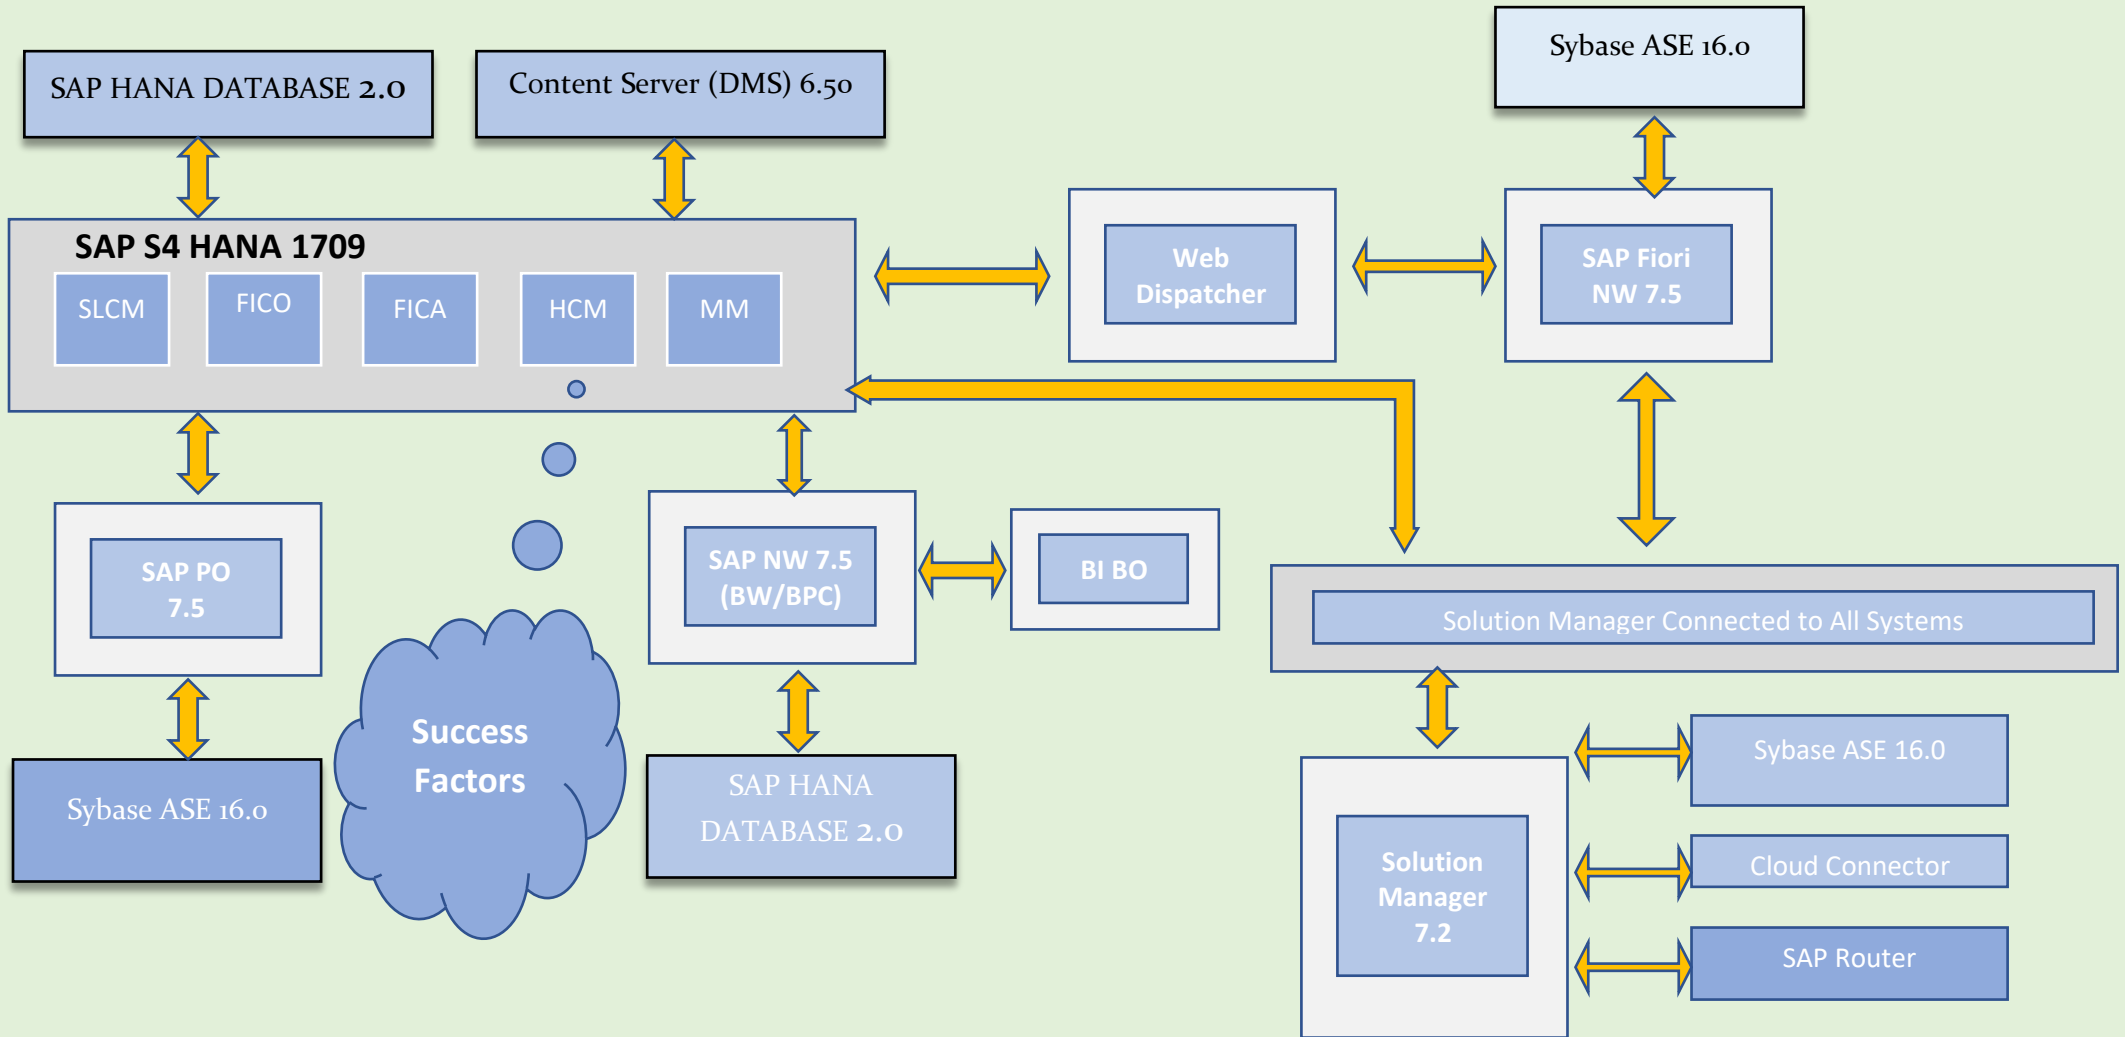 SAP HANA DATABASE 2.0
Content Server (DMS) 6.50
Sybase ASE 16.0
SAP S4 HANA 1709
SLCM
FICO
FICA
HCM
MM
Web
Dispatcher
SAP Fiori
NW 7.5
SAP PO
7.5
SAP NW 7.5
(BW/BPC)
BI BO
Solution Manager Connected to All Systems
Success
Factors
Sybase ASE 16.0
SAP HANA
DATABASE 2.0
Solution
Manager
7.2
Sybase ASE 16.0
Cloud Connector
SAP Router